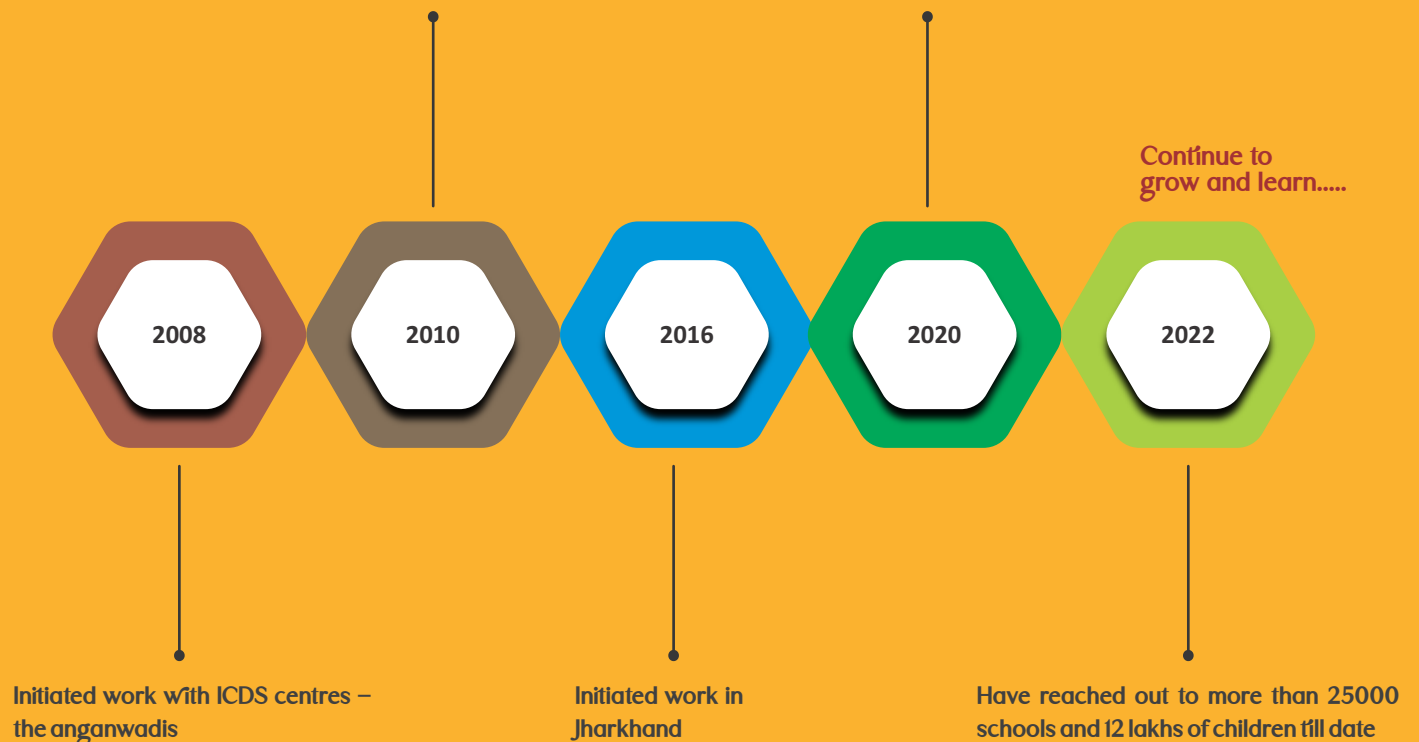 Continue to
grow and learn.....
2008
2010
2016
2020
2022
Initiated work with ICDS centres –
the anganwadis
Initiated work in
Jharkhand
Have reached out to more than 25000
schools and 12 lakhs of children till date